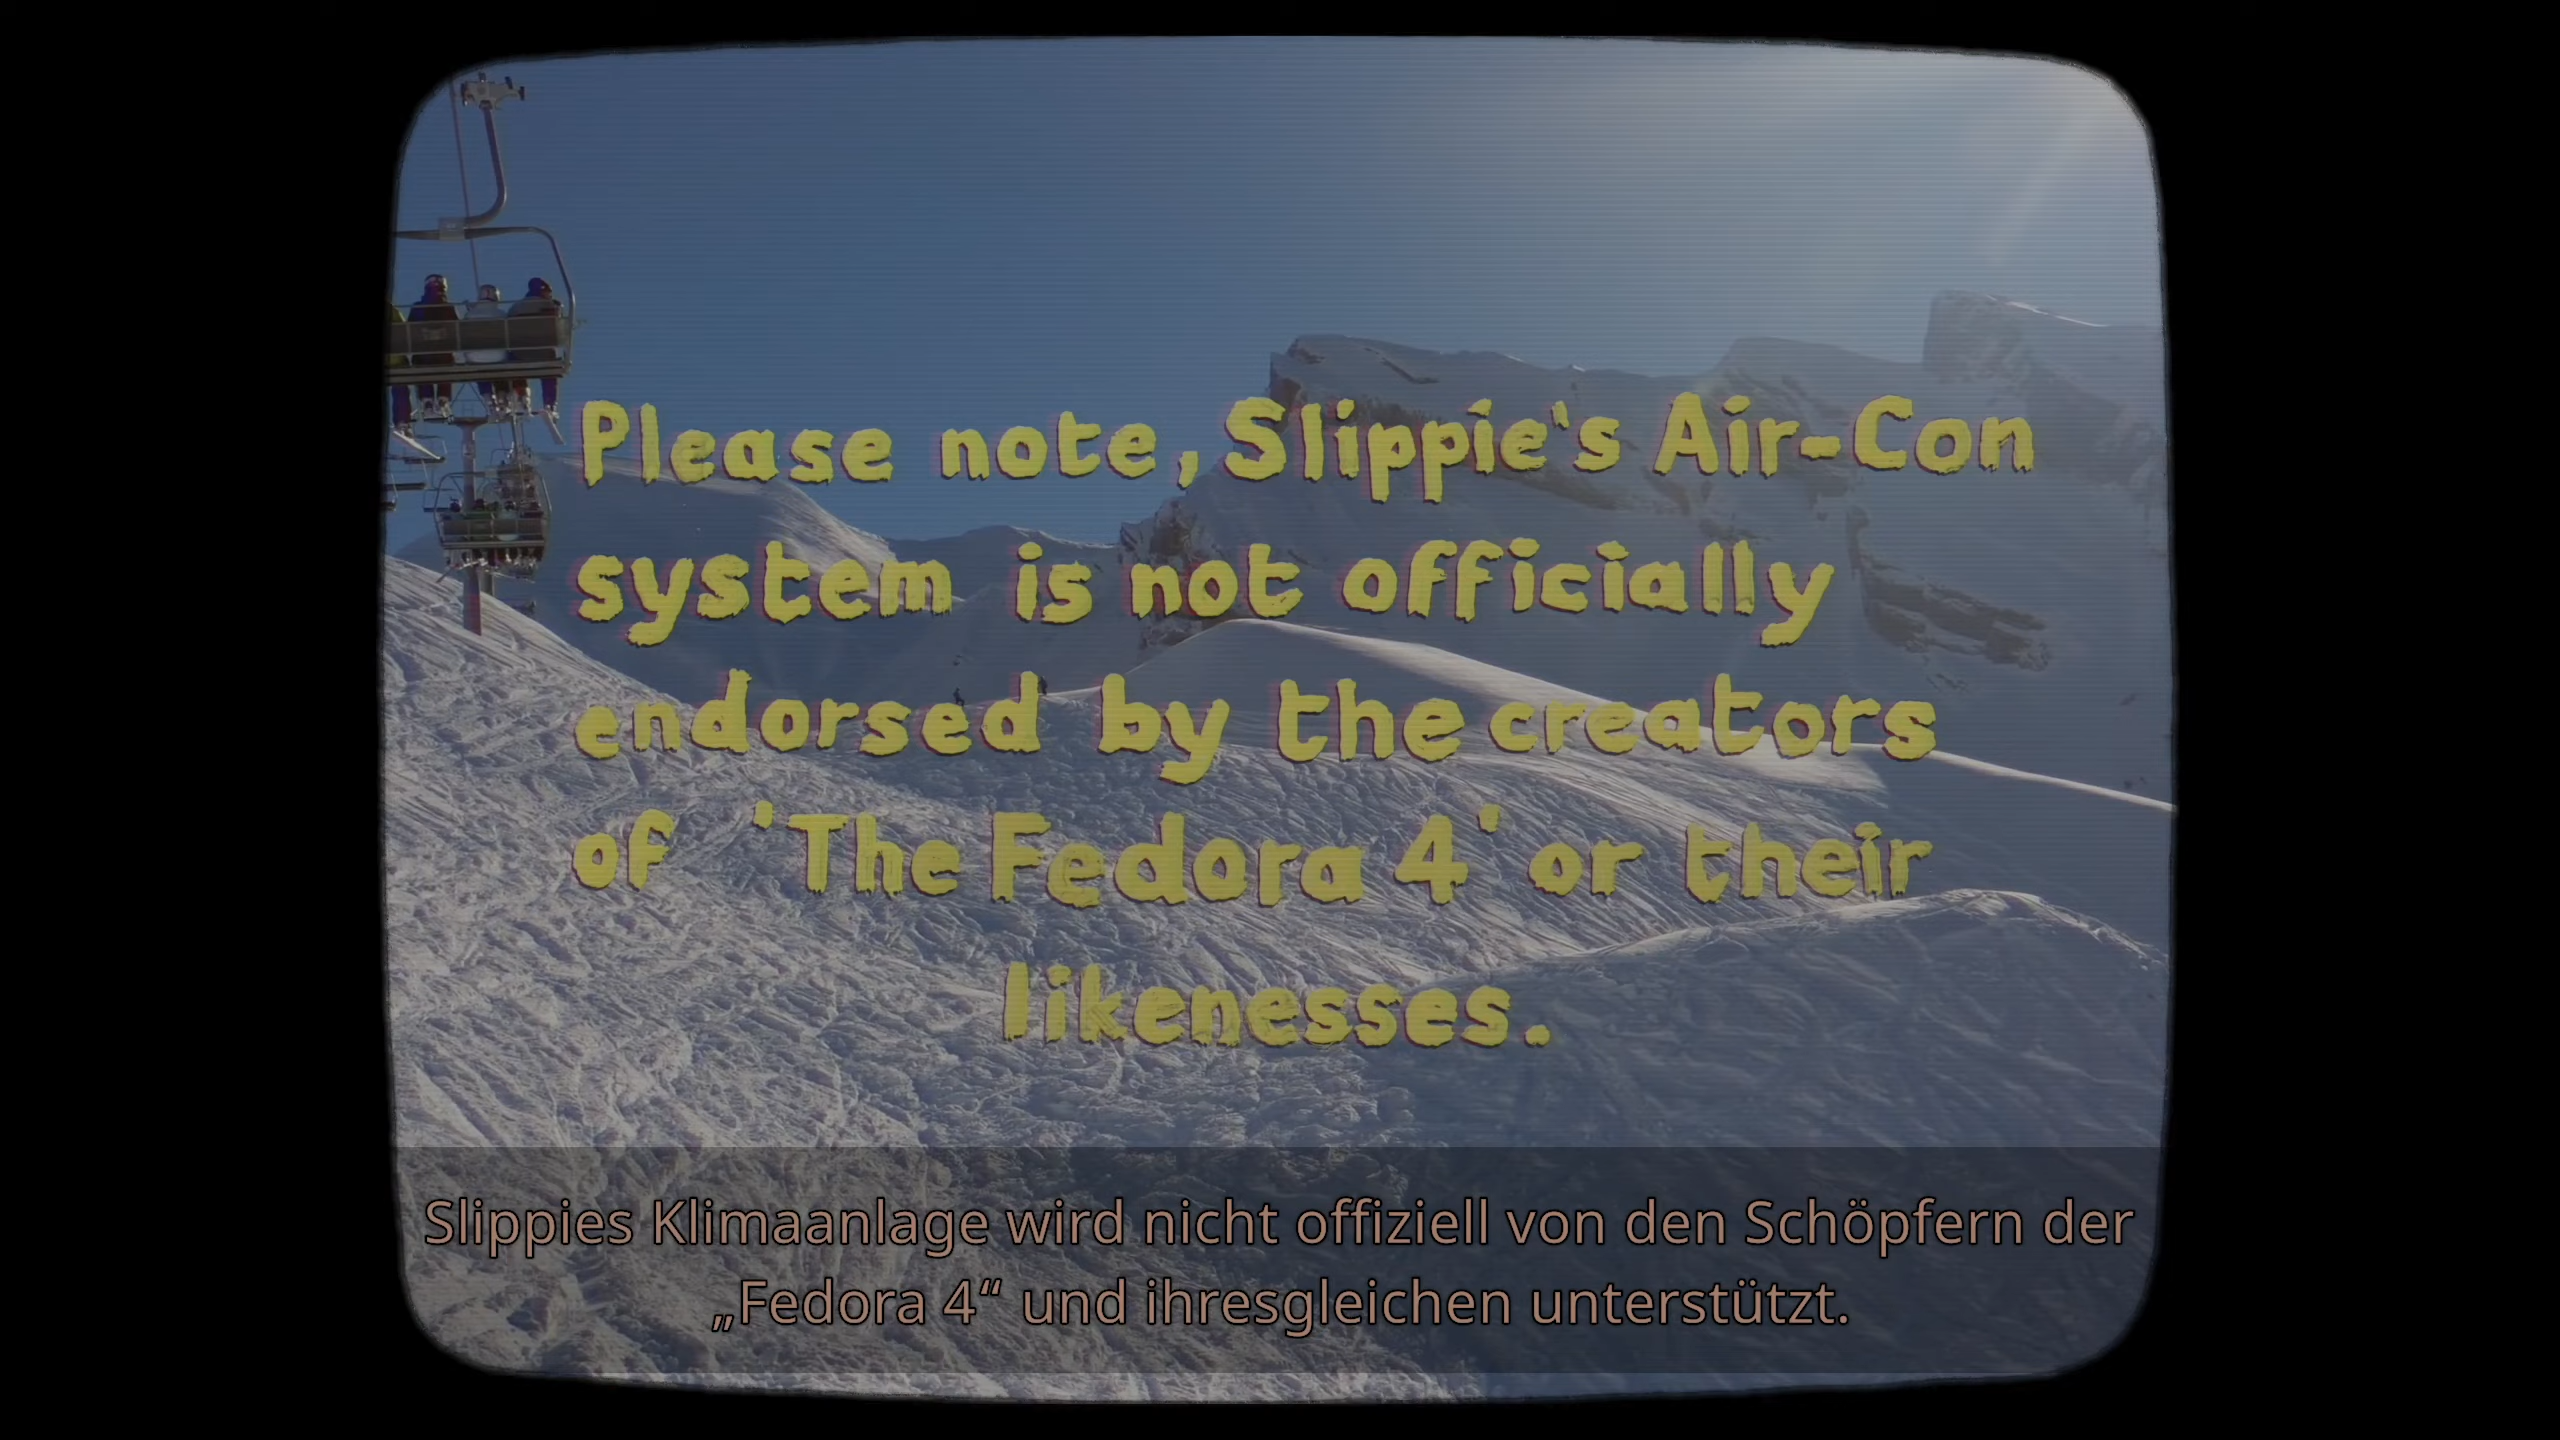 Please note, Slippie's Air-Con
system is not officially
endorsed by the creators
of 'The Fedora 4' or their
likenesses.
Slippies Klimaanlage wird nicht offiziell von den Schöpfern der
„Fedora 4“ und ihresgleichen unterstützt.